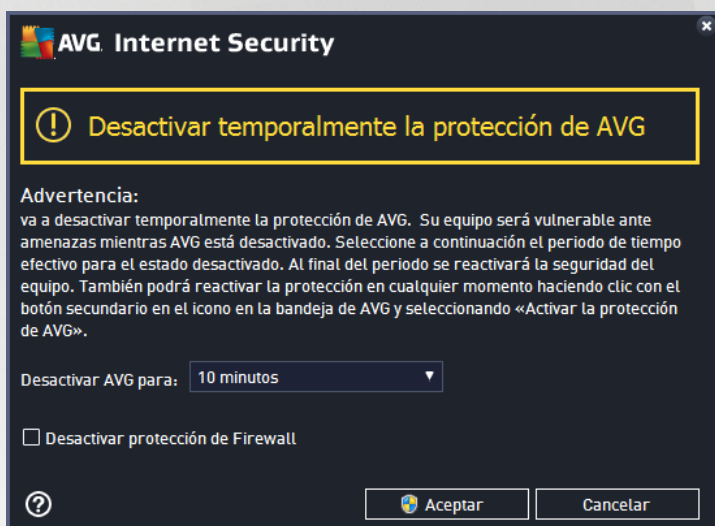 AVG. Internet Security
Desactivar temporalmente la protección de AVG
Advertencia:
va a desactivar temporalmente la protección de AVG. Su equipo será vulnerable ante
amenazas mientras AVG está desactivado. Seleccione a continuación el periodo de tiempo
efectivo para el estado desactivado. Al final del periodo se reactivará la seguridad del
equipo. También podrá reactivar la protección en cualquier momento haciendo clic con el
botón secundario en el icono en la bandeja de AVG y seleccionando «Activar la protección
de AVG».
Desactivar AVG para: 10 minutos
Desactivar protección de Firewall
Aceptar Cancelar